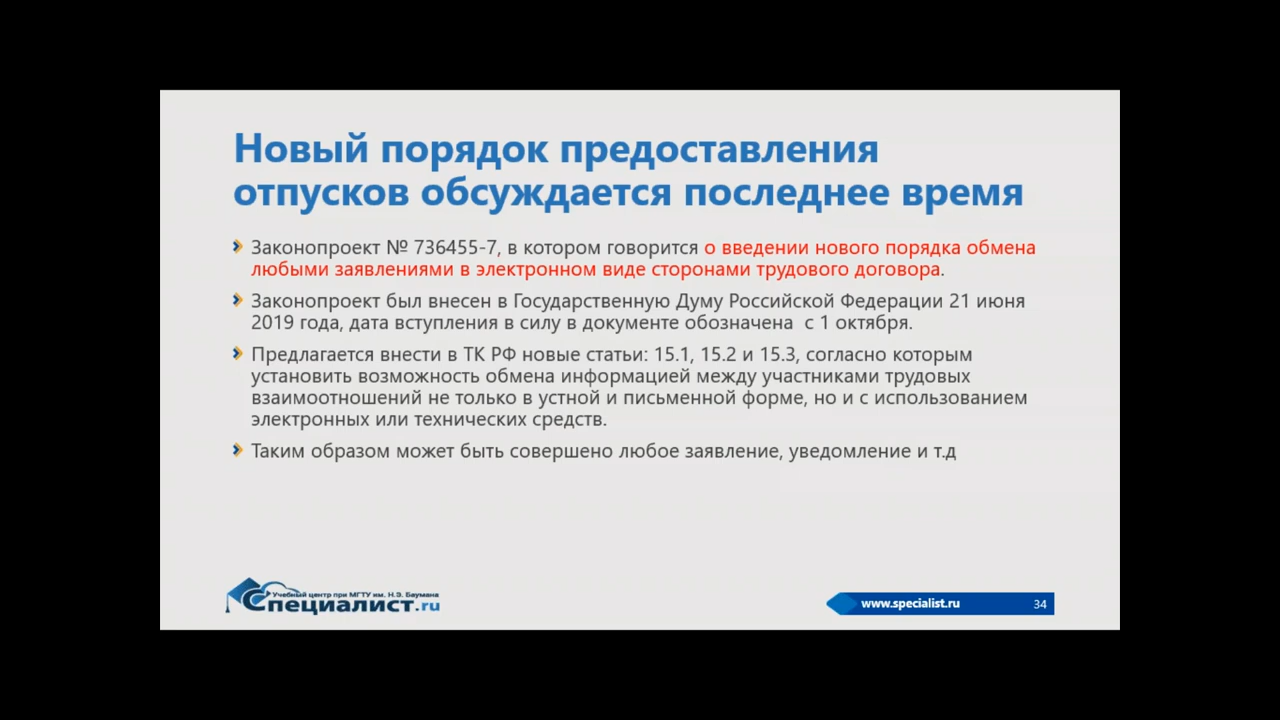 Новый порядок предоставления
отпусков обсуждается последнее время
Законопроект № 736455-7, в котором говорится о введении нового порядка обмена
любыми заявлениями в электронном виде сторонами трудового договора.
Законопроект был внесен в Государственную Думу Российской Федерации 21 июня
2019 года, дата вступления в силу в документе обозначена  с 1 октября.
Предлагается внести в ТК РФ новые статьи: 15.1, 15.2 и 15.3, согласно которым
установить возможность обмена информацией между участниками трудовых
взаимоотношений не только в устной и письменной форме, но и с использованием
электронных или технических средств.
Таким образом может быть совершено любое заявление, уведомление и т.д
Учебный центр при МГТУ им. Н.Э. Баумана
Специалист.ru
www.specialist.ru
34